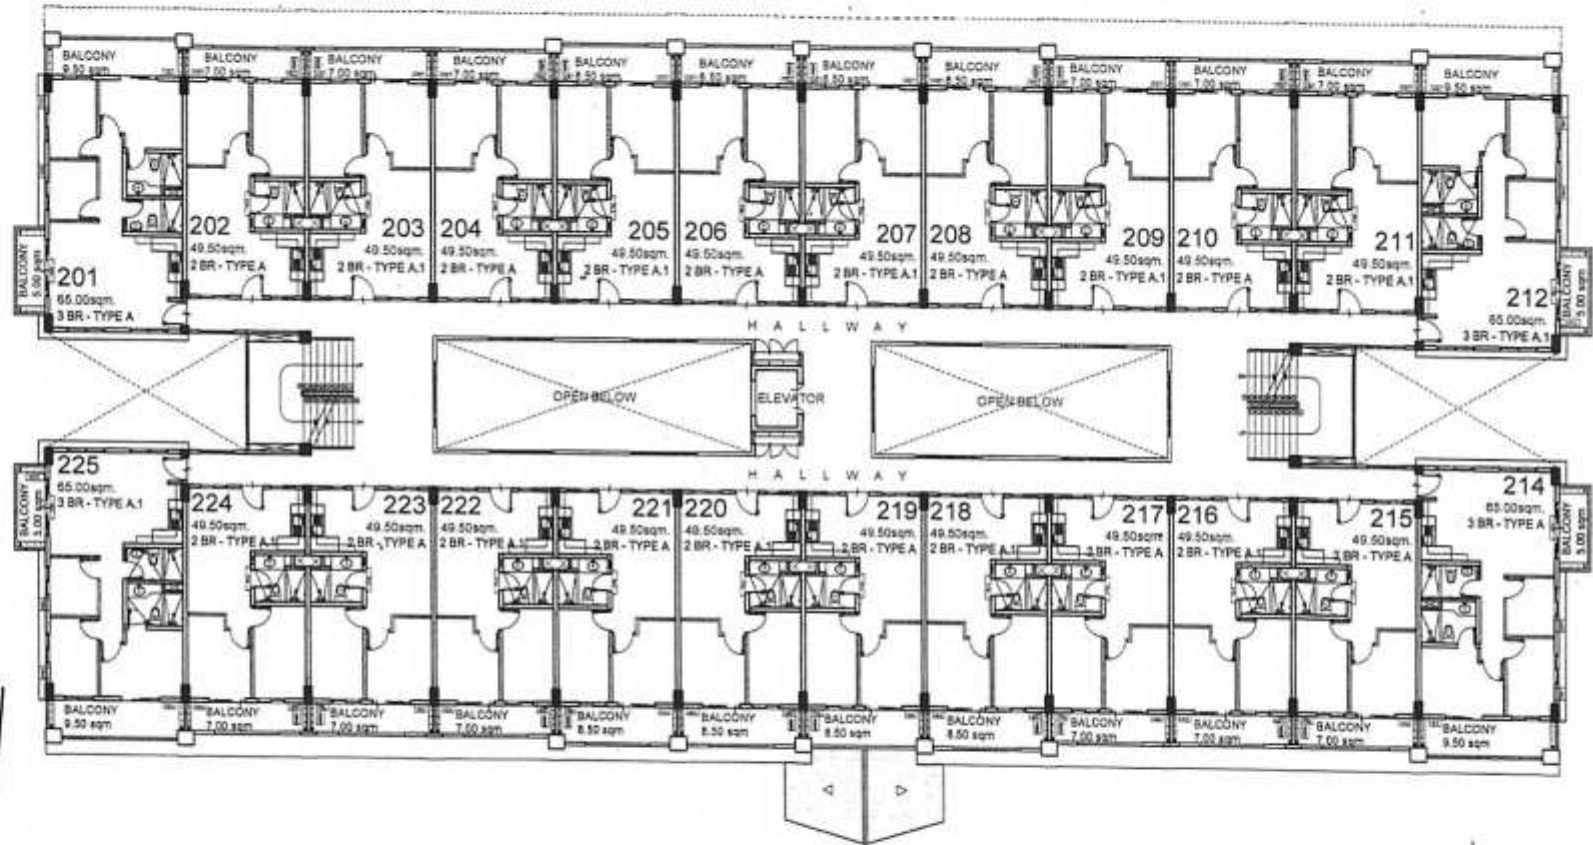 BALCONY
9.50 sqm
BALCONY
7.00 sqm
BALCONY
7.00 sqm
BALCONY
7.00 sqm
BALCONY
8.50 sqm
BALCONY
8.50 sqm
BALCONY
8.50 sqm
BALCONY
8.50 sqm
BALCONY
7.00 sqm
BALCONY
7.00 sqm
BALCONY
7.00 sqm
BALCONY
9.50 sqm
BALCONY
5.00 sqm
201
65.00sqm.
3 BR - TYPE A
202
49.50sqm.
2 BR - TYPE A
203
49.50sqm.
2 BR - TYPE A.1
204
49.50sqm.
2 BR - TYPE A
205
49.50sqm.
2 BR - TYPE A.1
206
49.50sqm.
2 BR - TYPE A
207
49.50sqm.
2 BR - TYPE A.1
208
49.50sqm.
2 BR - TYPE A
209
49.50sqm.
2 BR - TYPE A.1
210
49.50sqm.
2 BR - TYPE A
211
49.50sqm.
2 BR - TYPE A.1
212
65.00sqm.
3 BR - TYPE A.1
BALCONY
5.00 sqm
HALLWAY
OPEN BELOW
ELEVATOR
OPEN BELOW
HALLWAY
BALCONY
5.00 sqm
225
65.00sqm.
3 BR - TYPE A.1
224
49.50sqm.
2 BR - TYPE A.1
223
49.50sqm.
2 BR - TYPE A
222
49.50sqm.
2 BR - TYPE A.1
221
49.50sqm.
2 BR - TYPE A
220
49.50sqm.
2 BR - TYPE A.1
219
49.50sqm.
2 BR - TYPE A
218
49.50sqm.
2 BR - TYPE A.1
217
49.50sqm
2 BR - TYPE A
216
49.50sqm.
2 BR - TYPE A.1
215
49.50sqm.
2 BR - TYPE A
214
65.00sqm.
3 BR - TYPE A
BALCONY
5.00 sqm
BALCONY
9.50 sqm
BALCONY
7.00 sqm
BALCONY
7.00 sqm
BALCONY
7.00 sqm
BALCONY
8.50 sqm
BALCONY
8.50 sqm
BALCONY
8.50 sqm
BALCONY
8.50 sqm
BALCONY
7.00 sqm
BALCONY
7.00 sqm
BALCONY
7.00 sqm
BALCONY
9.50 sqm